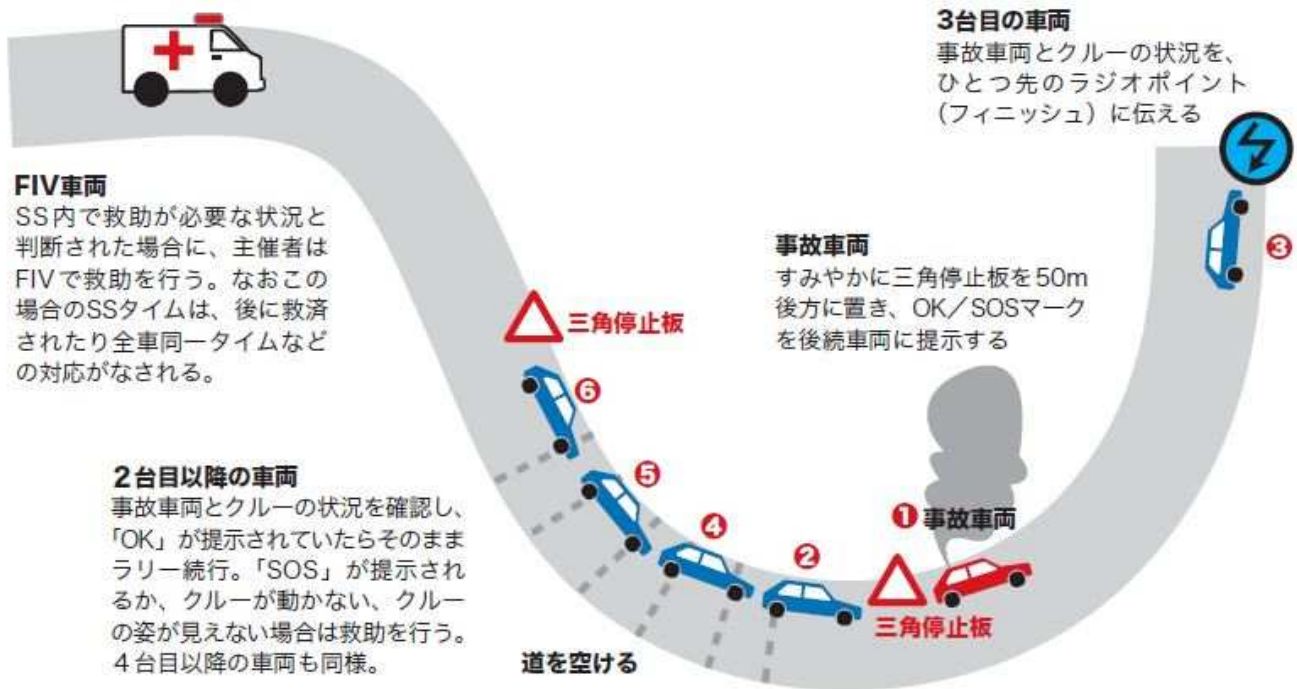 3台目の車両
事故車両とクルーの状況を、
ひとつ先のラジオポイント
(フィニッシュ)に伝える
❸
FIV車両
SS内で救助が必要な状況と
判断された場合に、主催者は
FIVで救助を行う。なおこの
場合のSSタイムは、後に救済
されたり全車同一タイムなど
の対応がなされる。
事故車両
すみやかに三角停止板を50m
後方に置き、OK/SOSマーク
を後続車両に提示する
三角停止板
❻
❺
❹
❷
❶ 事故車両
三角停止板
2台目以降の車両
事故車両とクルーの状況を確認し、
「OK」が提示されていたらそのまま
ラリー続行。「SOS」が提示され
るか、クルーが動かない、クルー
の姿が見えない場合は救助を行う。
4台目以降の車両も同様。
道を空ける